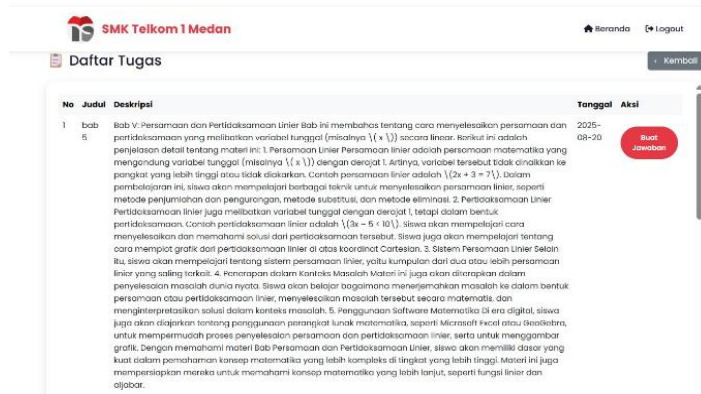 SMK Telkom 1 Medan
Beranda
Logout
Daftar Tugas
Kembali
No Judul Deskripsi Tanggal Aksi
1 bab 5
Bab V: Persamaan dan Pertidaksamaan Linier Bab ini membahas tentang cara menyelesaikan persamaan dan
pertidaksamaan yang melibatkan variabel tunggal (misalnya \( x \)) secara linear. Berikut ini adalah
penjelasan detail tentang materi ini: 1. Persamaan Linier Persamaan linier adalah persamaan matematika yang
mengandung variabel tunggal (misalnya \( x \)) dengan derajat 1. Artinya, variabel tersebut tidak dinaikkan ke
pangkat yang lebih tinggi atau tidak diakarkan. Contoh persamaan linier adalah \(2x + 3 = 7\). Dalam
pembelajaran ini, siswa akan mempelajari berbagai teknik untuk menyelesaikan persamaan linier, seperti
metode penjumlahan dan pengurangan, metode substitusi, dan metode eliminasi. 2. Pertidaksamaan Linier
Pertidaksamaan linier juga melibatkan variabel tunggal dengan derajat 1, tetapi dalam bentuk
pertidaksamaan. Contoh pertidaksamaan linier adalah \(3x - 5 < 10\). Siswa akan mempelajari cara
menyelesaikan dan memahami solusi dari pertidaksamaan tersebut. Siswa juga akan mempelajari tentang
cara memplot grafik dari pertidaksamaan linier di atas koordinat Cartesian. 3. Sistem Persamaan Linier Selain
itu, siswa akan mempelajari tentang sistem persamaan linier, yaitu kumpulan dari dua atau lebih persamaan
linier yang saling terkait. 4. Penerapan dalam Konteks Masalah Materi ini juga akan diterapkan dalam
penyelesaian masalah dunia nyata. Siswa akan belajar bagaimana menerjemahkan masalah ke dalam bentuk
persamaan atau pertidaksamaan linier, menyelesaikan masalah tersebut secara matematis, dan
menginterpretasikan solusi dalam konteks masalah. 5. Penggunaan Software Matematika Di era digital, siswa
juga akan diajarkan tentang penggunaan perangkat lunak matematika, seperti Microsoft Excel atau GeoGebra,
untuk mempermudah proses penyelesaian persamaan dan pertidaksamaan linier, serta untuk menggambar
grafik. Dengan memahami materi Bab Persamaan dan Pertidaksamaan Linier, siswa akan memiliki dasar yang
kuat dalam pemahaman konsep matematika yang lebih kompleks di tingkat yang lebih tinggi. Materi ini juga
mempersiapkan mereka untuk memahami konsep matematika yang lebih lanjut, seperti fungsi linier dan
aljabar.
2025-
08-20
Buat
Jawaban